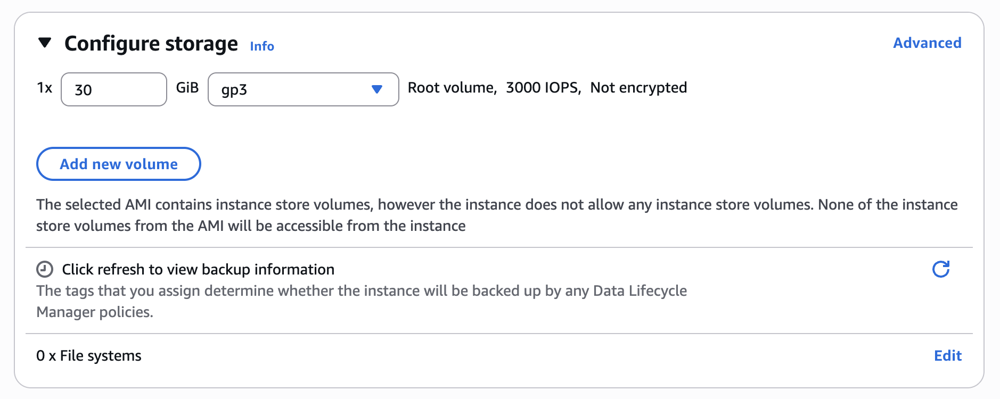 Configure storage Info Advanced
1x 30 GiB gp3 Root volume, 3000 IOPS, Not encrypted
Add new volume
The selected AMI contains instance store volumes, however the instance does not allow any instance store volumes. None of the instance
store volumes from the AMI will be accessible from the instance
Click refresh to view backup information
The tags that you assign determine whether the instance will be backed up by any Data Lifecycle
Manager policies.
0 x File systems Edit